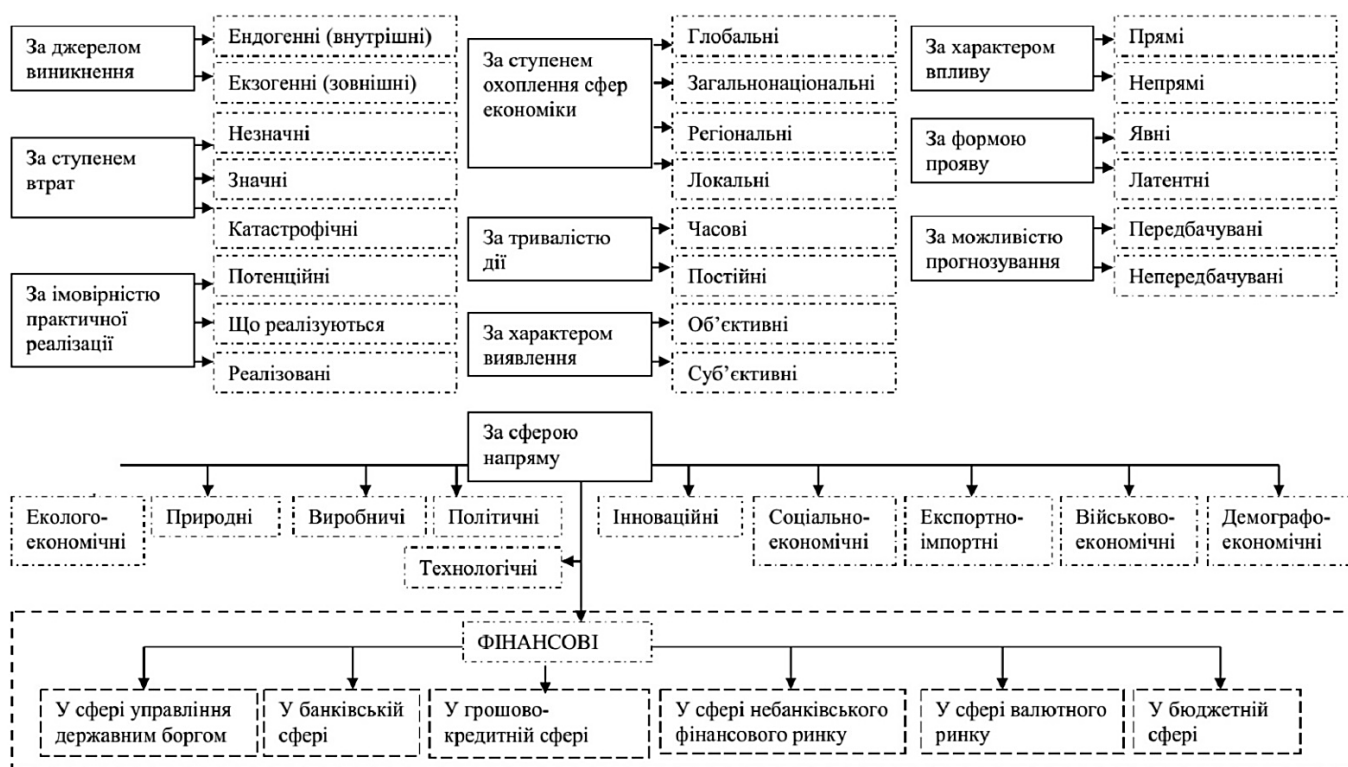 За джерелом
виникнення
Ендогенні (внутрішні)
Екзогенні (зовнішні)
За ступенем
втрат
Незначні
Значні
Катастрофічні
За імовірністю
практичної
реалізації
Потенційні
Що реалізуються
Реалізовані
За ступенем
охоплення сфер
економіки
Глобальні
Загальнонаціональні
Регіональні
Локальні
За тривалістю
дії
Часові
Постійні
За характером
виявлення
Об’єктивні
Суб’єктивні
За характером
впливу
Прямі
Непрямі
За формою
прояву
Явні
Латентні
За можливістю
прогнозування
Передбачувані
Непередбачувані
За сферою
напряму
Еколого-
економічні
Природні
Виробничі
Політичні
Технологічні
Інноваційні
Соціально-
економічні
Експортно-
імпортні
Військово-
економічні
Демографо-
економічні
ФІНАНСОВІ
У сфері управління
державним боргом
У банківській
сфері
У грошово-
кредитній сфері
У сфері небанківського
фінансового ринку
У сфері валютного
ринку
У бюджетній
сфері